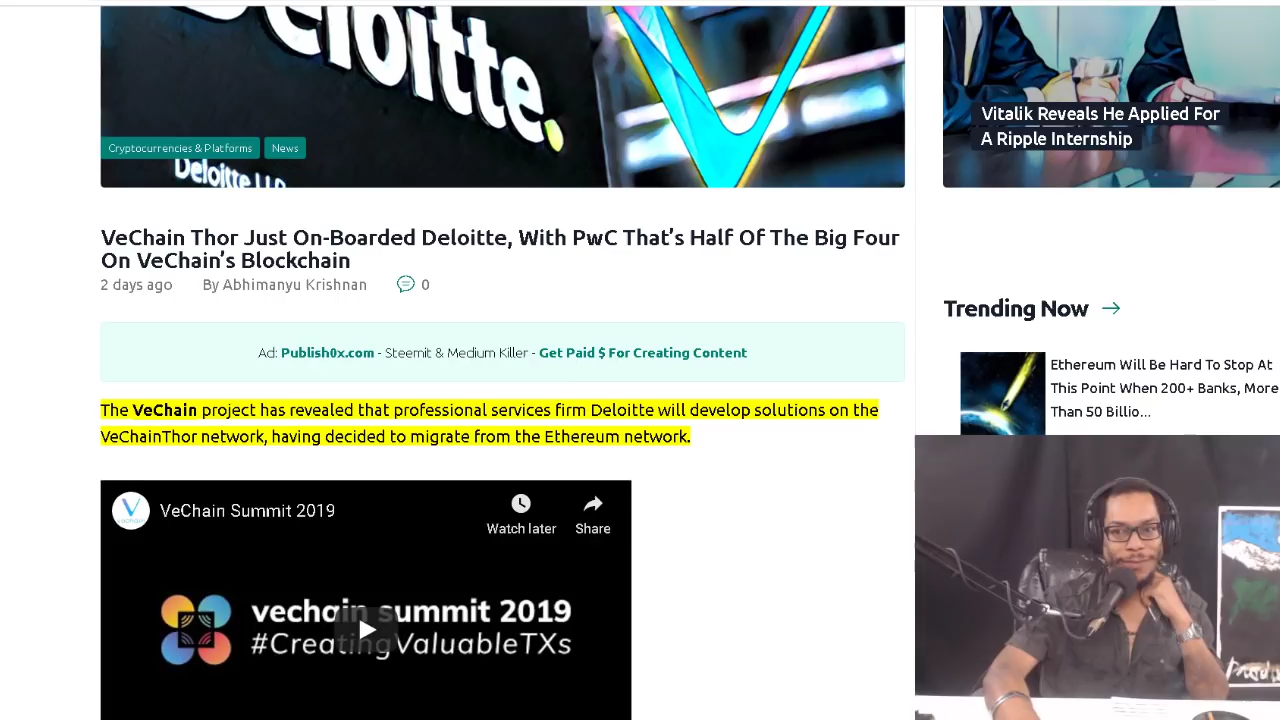 Deloitte.
Cryptocurrencies & Platforms
News
Vitalik Reveals He Applied For
A Ripple Internship
VeChain Thor Just On-Boarded Deloitte, With PwC That's Half Of The Big Four
On VeChain's Blockchain
2 days ago
By Abhimanyu Krishnan
0
Trending Now
Ad: Publish0x.com - Steemit & Medium Killer - Get Paid $ For Creating Content
Ethereum Will Be Hard To Stop At
This Point When 200+ Banks, More
Than 50 Billio...
The VeChain project has revealed that professional services firm Deloitte will develop solutions on the
VeChainThor network, having decided to migrate from the Ethereum network.
VeChain Summit 2019
Watch later
Share
vechain summit 2019
#CreatingValuableTXs